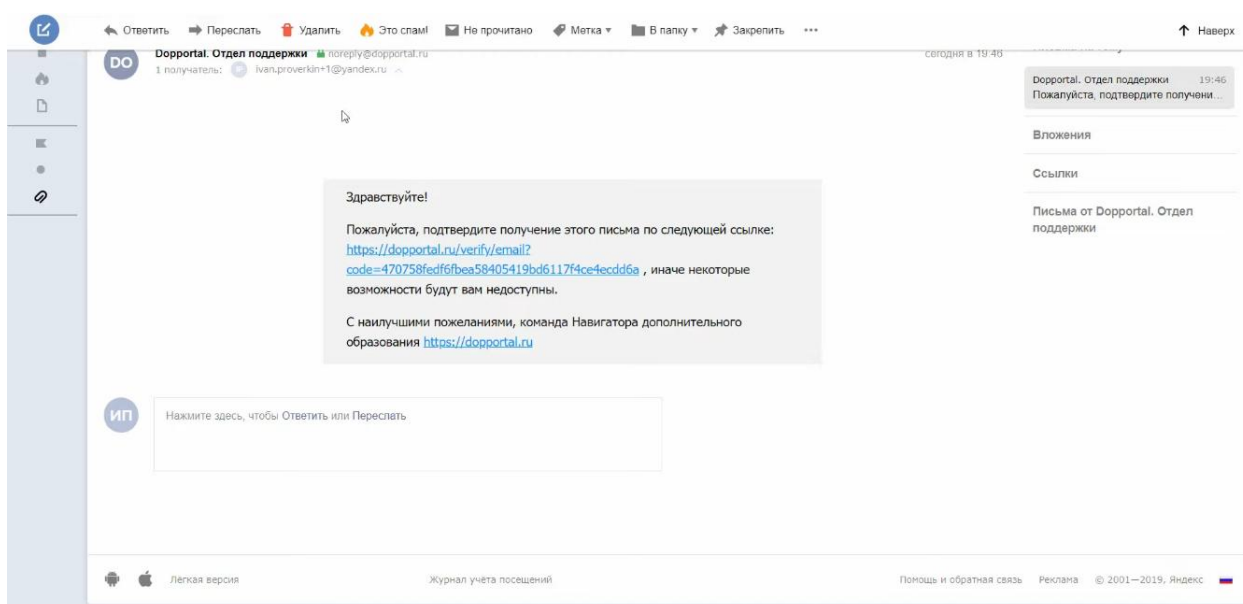 Ответить Переслать Удалить Это спам! Не прочитано Метка В папку Закрепить ... Наверх
DO Dopportal. Отдел поддержки noreply@dopportal.ru сегодня в 19:46
1 получатель: ivan.proverkin+1@yandex.ru
Dopportal. Отдел поддержки 19:46
Пожалуйста, подтвердите получени...
Вложения
Ссылки
Письма от Dopportal. Отдел
поддержки
Здравствуйте!
Пожалуйста, подтвердите получение этого письма по следующей ссылке:
https://dopportal.ru/verify/email?
code=470758fedf6fbea58405419bd6117f4ce4ecdd6a , иначе некоторые
возможности будут вам недоступны.
С наилучшими пожеланиями, команда Навигатора дополнительного
образования https://dopportal.ru
ИП Нажмите здесь, чтобы Ответить или Переслать
Легкая версия Журнал учета посещений Помощь и обратная связь Реклама © 2001—2019, Яндекс